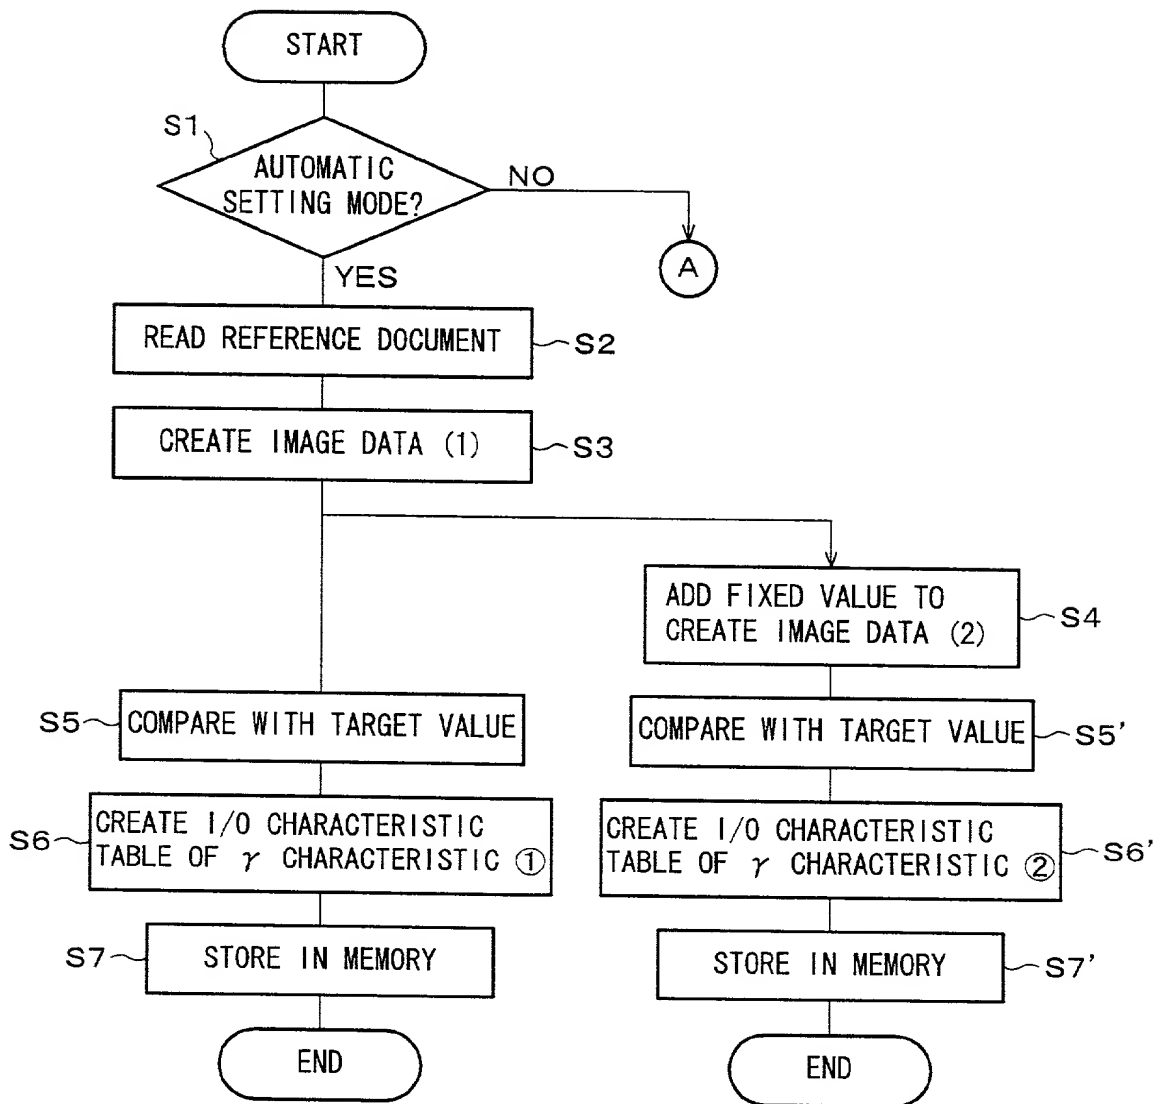 START
S1
AUTOMATIC
SETTING MODE?
NO
A
YES
READ REFERENCE DOCUMENT
S2
CREATE IMAGE DATA (1)
S3
ADD FIXED VALUE TO
CREATE IMAGE DATA (2)
S4
S5
COMPARE WITH TARGET VALUE
COMPARE WITH TARGET VALUE
S5'
S6
CREATE I/O CHARACTERISTIC
TABLE OF γ CHARACTERISTIC ①
CREATE I/O CHARACTERISTIC
TABLE OF γ CHARACTERISTIC ②
S6'
S7
STORE IN MEMORY
STORE IN MEMORY
S7'
END
END